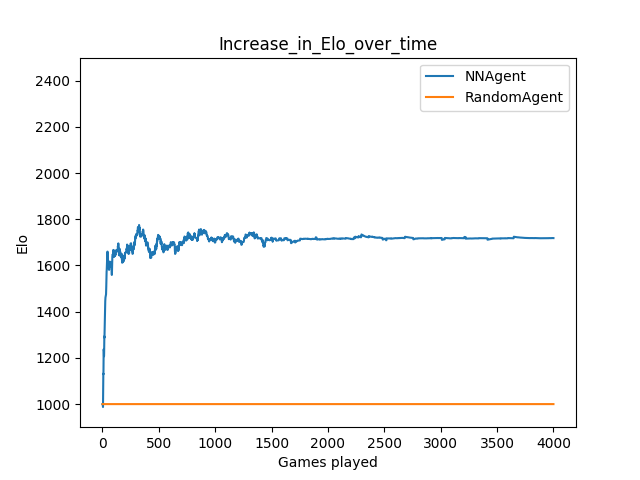 Increase_in_Elo_over_time
NNAgent
RandomAgent
2400
2200
2000
1800
1600
1400
1200
1000
Elo
0 500 1000 1500 2000 2500 3000 3500 4000
Games played